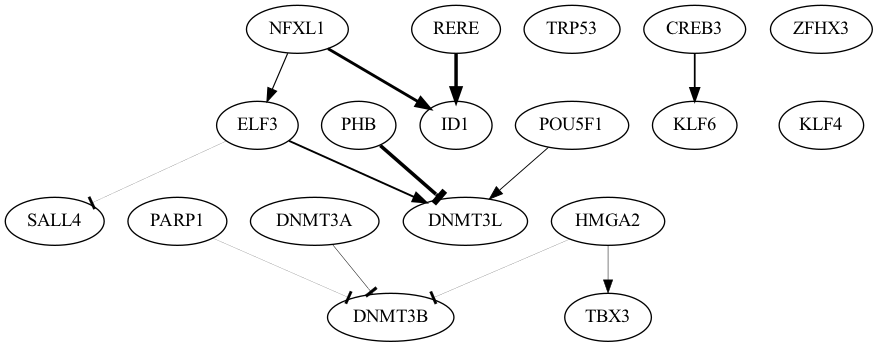 NFXL1 RERE TRP53 CREB3 ZFHX3
ELF3 PHB ID1 POU5F1 KLF6 KLF4
SALL4 PARP1 DNMT3A DNMT3L HMGA2
DNMT3B TBX3